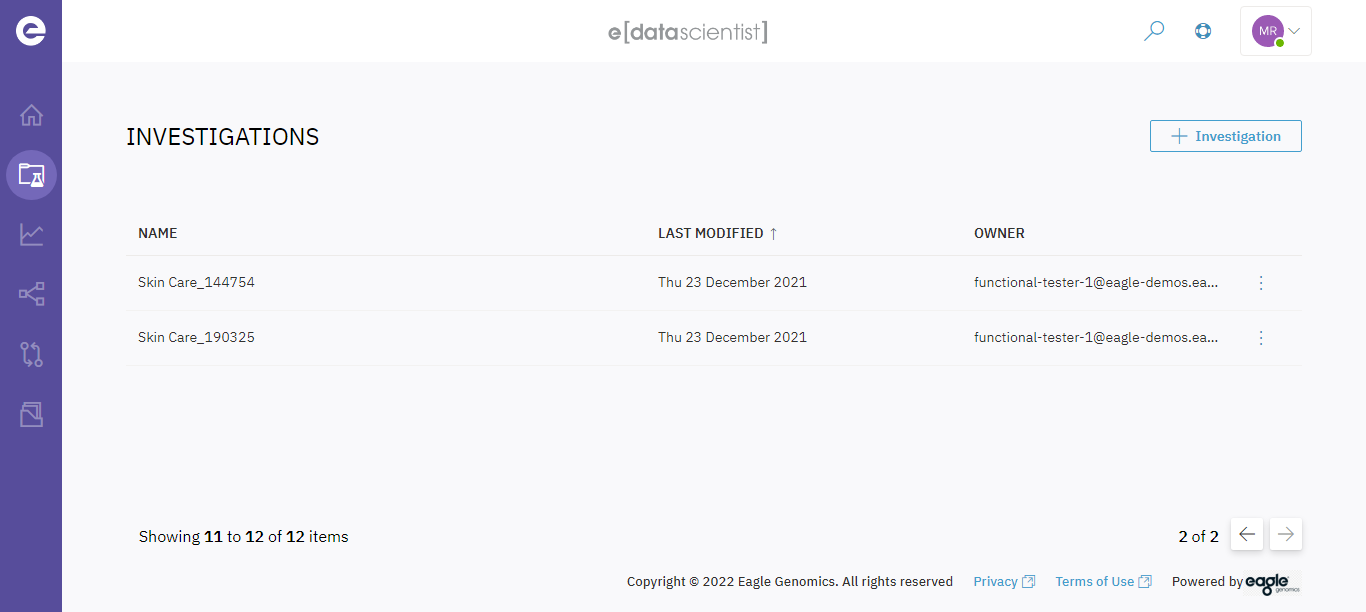 e[datascientist]
MR
INVESTIGATIONS
Investigation
NAME LAST MODIFIED ↑ OWNER
Skin Care_144754 Thu 23 December 2021 functional-tester-1@eagle-demos.ea...
Skin Care_190325 Thu 23 December 2021 functional-tester-1@eagle-demos.ea...
Showing 11 to 12 of 12 items
2 of 2
Copyright © 2022 Eagle Genomics. All rights reserved Privacy Terms of Use Powered by eagle genomics